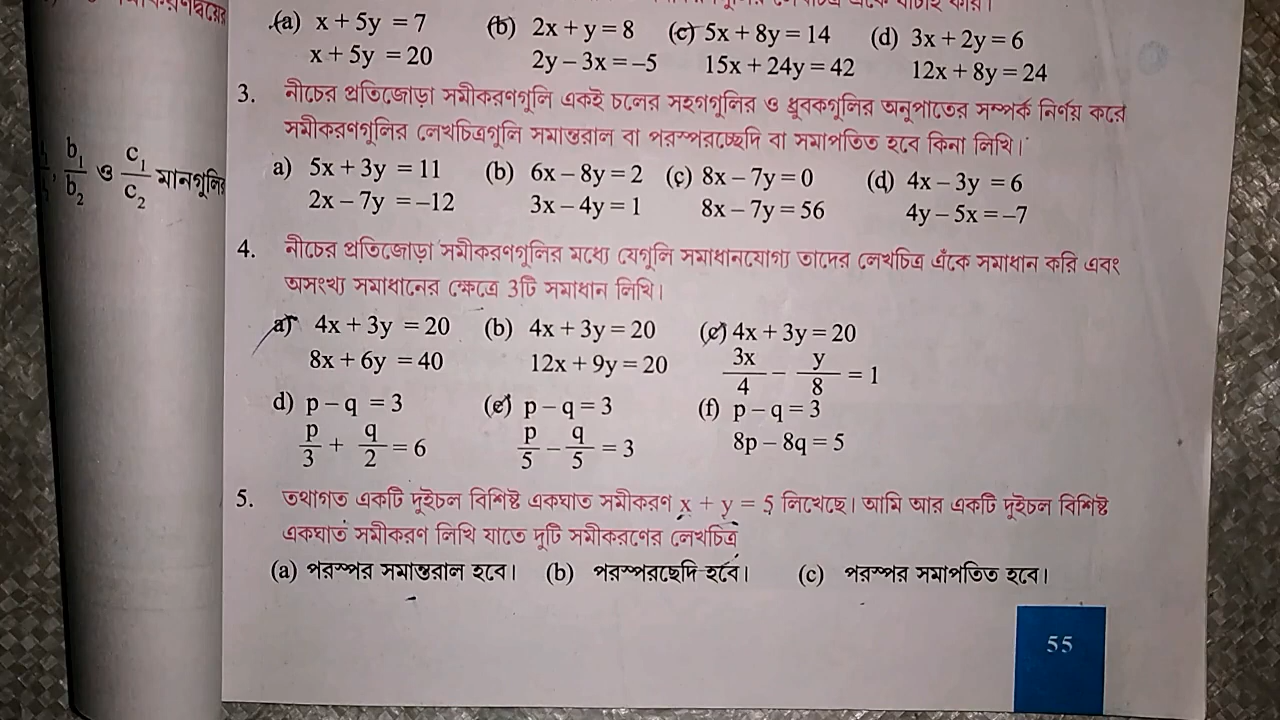 (a) x + 5y = 7 (b) 2x + y = 8 (c) 5x + 8y = 14 (d) 3x + 2y = 6
x + 5y = 20 2y – 3x = –5 15x + 24y = 42 12x + 8y = 24
3. নীচের প্রতিজোড়া সমীকরণগুলি একই চলের সহগগুলির ও ধ্রুবকগুলির অনুপাতের সম্পর্ক নির্ণয় করে
সমীকরণগুলির লেখচিত্রগুলি সমান্তরাল বা পরস্পরচ্ছেদি বা সমাপতিত হবে কিনা লিখি।
b₁/b₂ ও c₁/c₂ মানগুলির
a) 5x + 3y = 11 (b) 6x – 8y = 2 (c) 8x – 7y = 0 (d) 4x – 3y = 6
2x – 7y = –12 3x – 4y = 1 8x – 7y = 56 4y – 5x = –7
4. নীচের প্রতিজোড়া সমীকরণগুলির মধ্যে যেগুলি সমাধানযোগ্য তাদের লেখচিত্র এঁকে সমাধান করি এবং
অসংখ্য সমাধানের ক্ষেত্রে 3টি সমাধান লিখি।
a) 4x + 3y = 20 (b) 4x + 3y = 20 (c) 4x + 3y = 20
8x + 6y = 40 12x + 9y = 20 3x/4 – y/8 = 1
d) p – q = 3 (e) p – q = 3 (f) p – q = 3
p/3 + q/2 = 6 p/5 – q/5 = 3 8p – 8q = 5
5. তথাগত একটি দুইচল বিশিষ্ট একঘাত সমীকরণ x + y = 5 লিখেছে। আমি আর একটি দুইচল বিশিষ্ট
একঘাত সমীকরণ লিখি যাতে দুটি সমীকরণের লেখচিত্র
(a) পরস্পর সমান্তরাল হবে। (b) পরস্পরছেদি হবে। (c) পরস্পর সমাপতিত হবে।
55